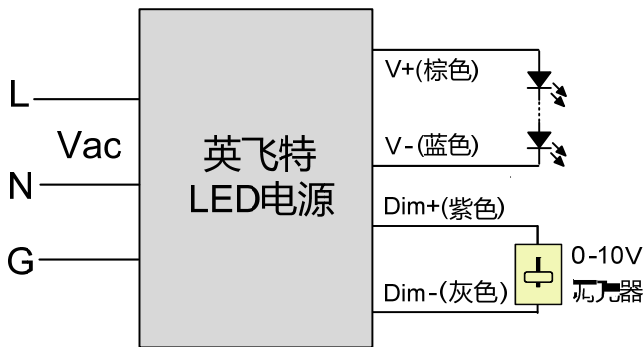 L
Vac
N
G
英飞特
LED电源
V+(棕色)
V-(蓝色)
Dim+(紫色)
Dim-(灰色)
0-10V
器